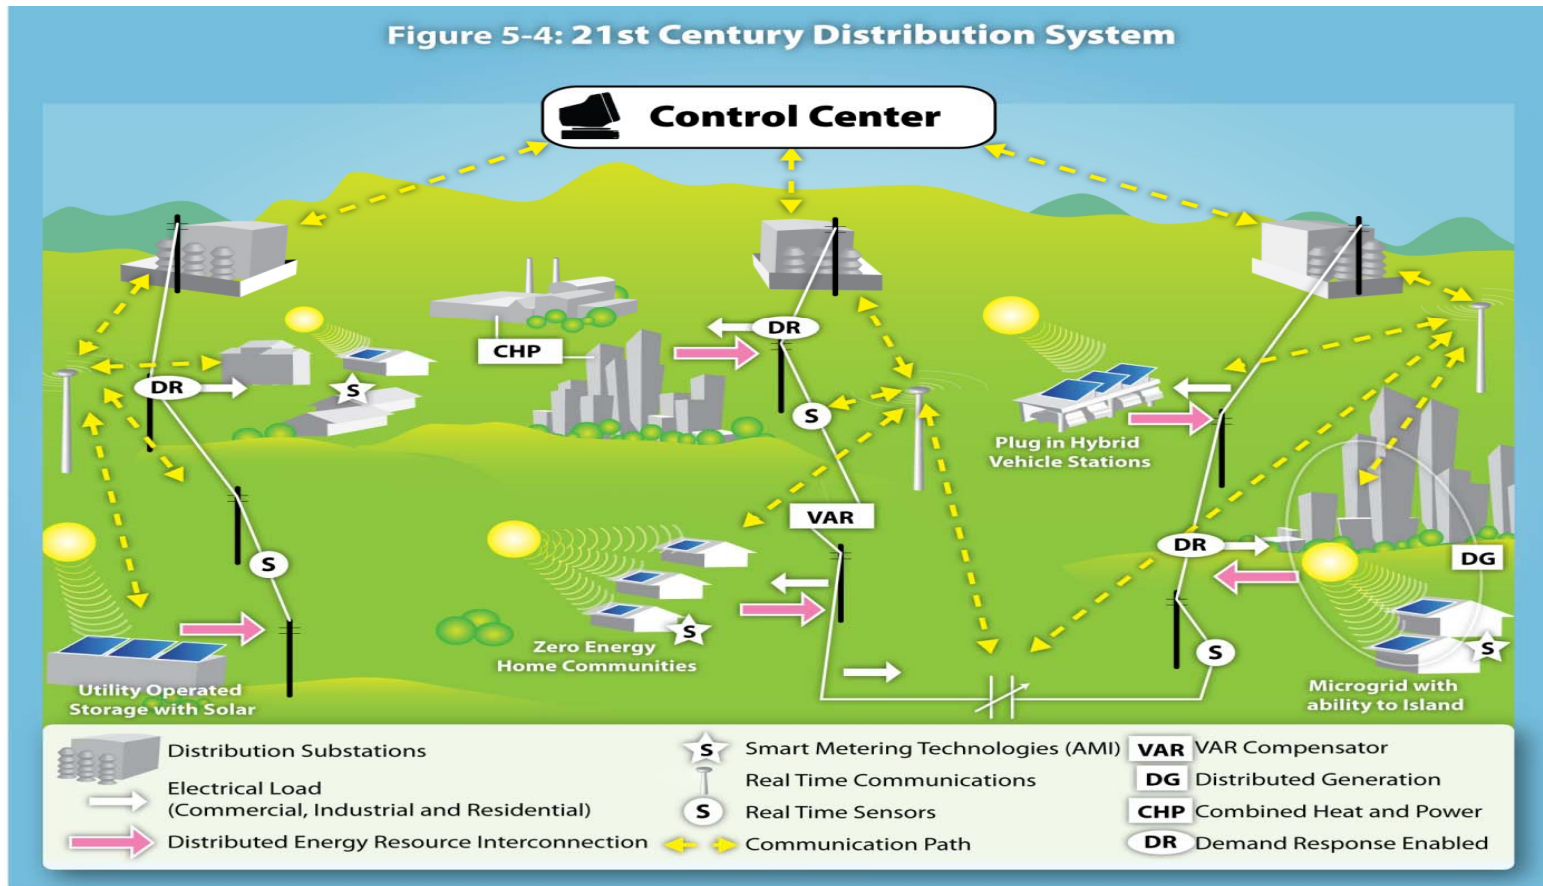 Figure 5-4: 21st Century Distribution System
Control Center
DR
CHP
DR
S
S
Plug in Hybrid
Vehicle Stations
VAR
S
DR
DG
S
Zero Energy
Home Communities
S
S
Utility Operated
Storage with Solar
Microgrid with
ability to Island
Distribution Substations
Electrical Load
(Commercial, Industrial and Residential)
Distributed Energy Resource Interconnection
S Smart Metering Technologies (AMI)
Real Time Communications
S Real Time Sensors
Communication Path
VAR VAR Compensator
DG Distributed Generation
CHP Combined Heat and Power
DR Demand Response Enabled